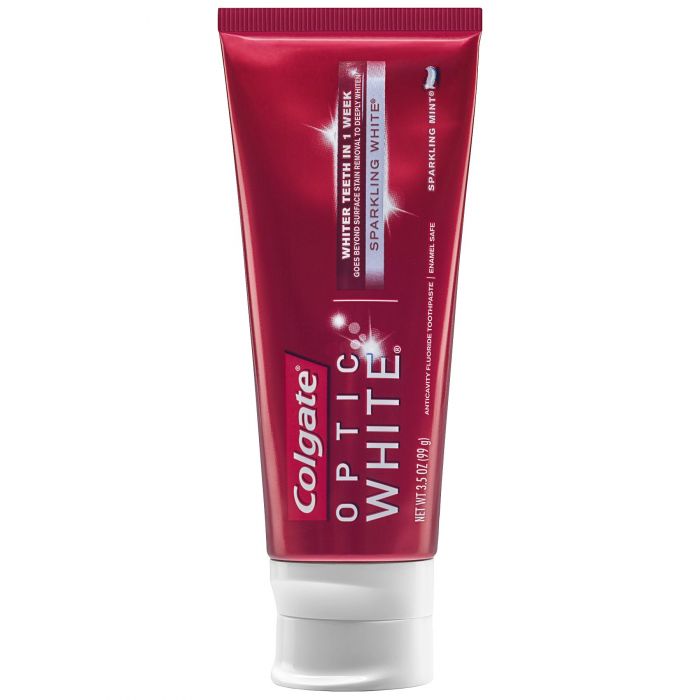 Colgate®
OPTIC
WHITE®
WHITER TEETH IN 1 WEEK
GOES BEYOND SURFACE STAIN REMOVAL TO DEEPLY WHITEN
SPARKLING WHITE®
SPARKLING MINT®
ANTICAVITY FLUORIDE TOOTHPASTE | ENAMEL SAFE
NET WT 3.5 OZ (99 g)